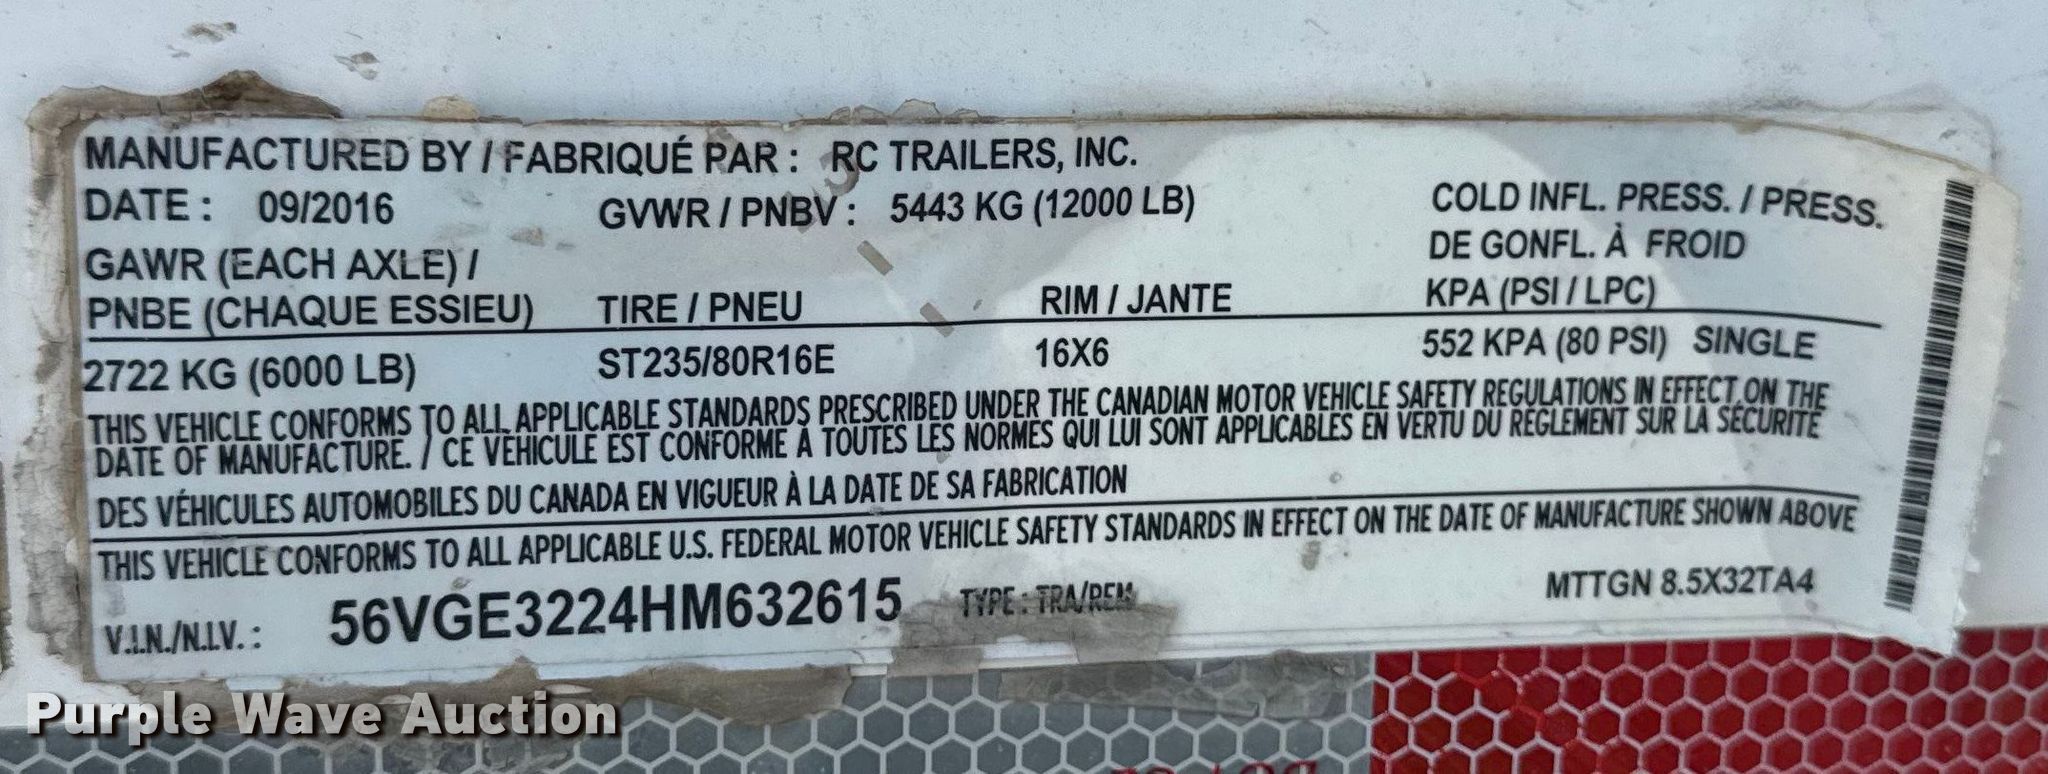 MANUFACTURED BY / FABRIQUÉ PAR : RC TRAILERS, INC.
DATE : 09/2016 GVWR / PNBV : 5443 KG (12000 LB)
COLD INFL. PRESS. / PRESS.
DE GONFL. À FROID
KPA (PSI / LPC)
GAWR (EACH AXLE) /
PNBE (CHAQUE ESSIEU) TIRE / PNEU RIM / JANTE
2722 KG (6000 LB) ST235/80R16E 16X6 552 KPA (80 PSI) SINGLE
THIS VEHICLE CONFORMS TO ALL APPLICABLE STANDARDS PRESCRIBED UNDER THE CANADIAN MOTOR VEHICLE SAFETY REGULATIONS IN EFFECT ON THE
DATE OF MANUFACTURE. / CE VÉHICULE EST CONFORME À TOUTES LES NORMES QUI LUI SONT APPLICABLES EN VERTU DU RÈGLEMENT SUR LA SÉCURITÉ
DES VÉHICULES AUTOMOBILES DU CANADA EN VIGUEUR À LA DATE DE SA FABRICATION
THIS VEHICLE CONFORMS TO ALL APPLICABLE U.S. FEDERAL MOTOR VEHICLE SAFETY STANDARDS IN EFFECT ON THE DATE OF MANUFACTURE SHOWN ABOVE
V.I.N./N.I.V. : 56VGE3224HM632615 TYPE : TRA/REM MTTGN 8.5X32TA4
Purple Wave Auction